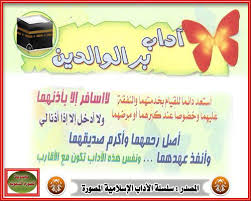 آداب
بر الوالدين
استعد دائما للقيام بخدمتهما والنفقة
عليهما وخصوصا عند كبرهما أو مرضهما
لا أسافر إلا بإذنهما
ولا أدخل إلا إذا أذنا لي
أصل رحمهما وأكرم صديقهما
وأنفذ عهدهما ... ونفس هذه الآداب تكون مع الأقارب
المصدر : سلسلة الآداب الإسلامية المصورة